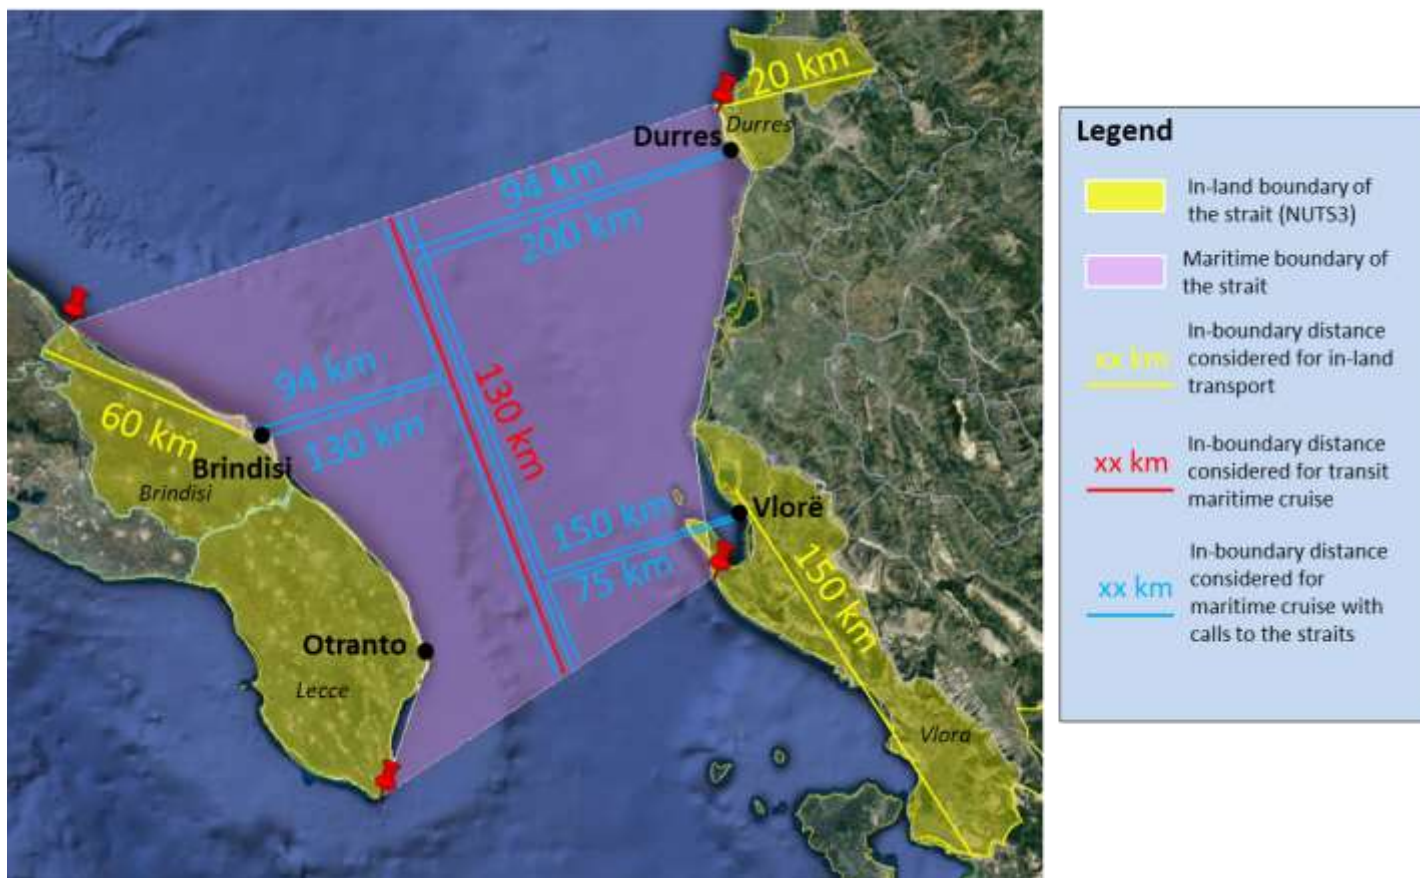 20 km
Durres
Durres
94 km
200 km
94 km
130 km
130 km
60 km
Brindisi
Brindisi
150 km
75 km
Vlorë
150 km
Otranto
Lecce
Vlora
Legend
In-land boundary of
the strait (NUTS3)
Maritime boundary of
the strait
xx km
In-boundary distance
considered for in-land
transport
xx km
In-boundary distance
considered for transit
maritime cruise
xx km
In-boundary distance
considered for
maritime cruise with
calls to the straits